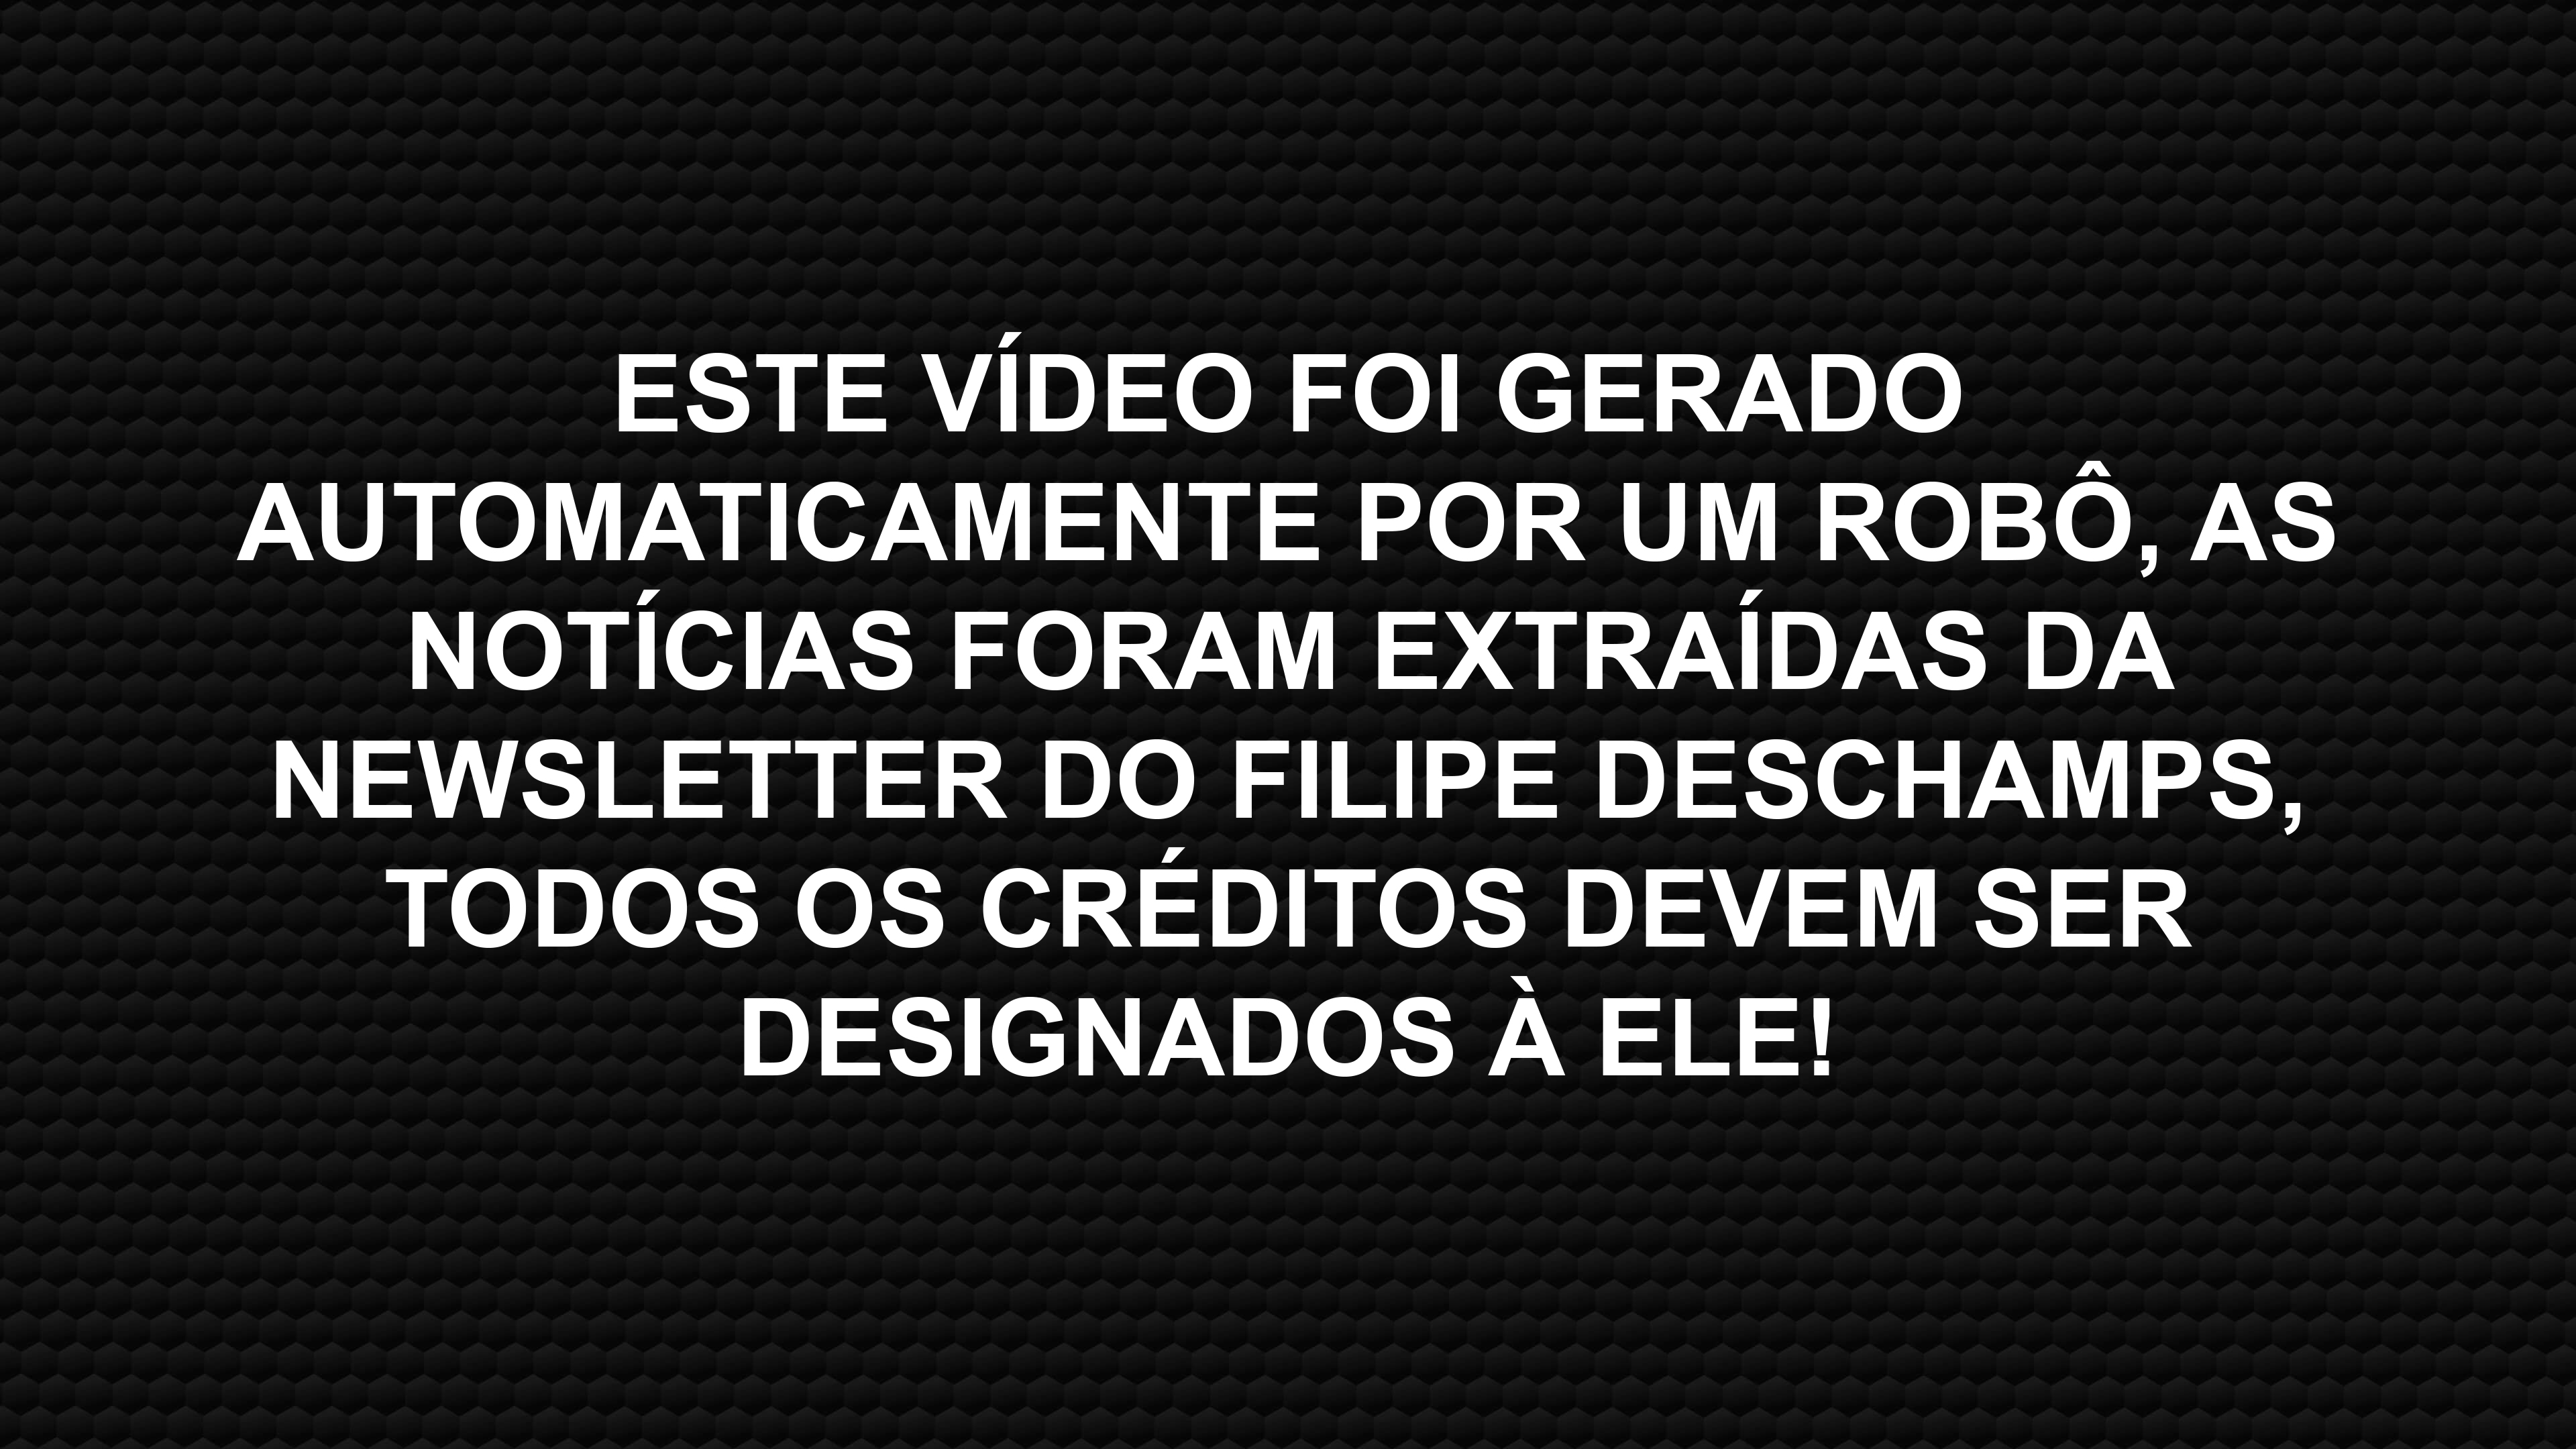 ESTE VÍDEO FOI GERADO
AUTOMATICAMENTE POR UM ROBÔ, AS
NOTÍCIAS FORAM EXTRAÍDAS DA
NEWSLETTER DO FILIPE DESCHAMPS,
TODOS OS CRÉDITOS DEVEM SER
DESIGNADOS À ELE!